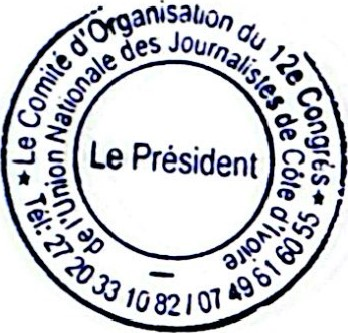 ★ Le Comité d'Organisation du 12e Congrès ★
de l'Union Nationale des Journalistes de Côte d'Ivoire
Le Président
Tél: 27 20 33 10 82 / 07 49 61 60 55